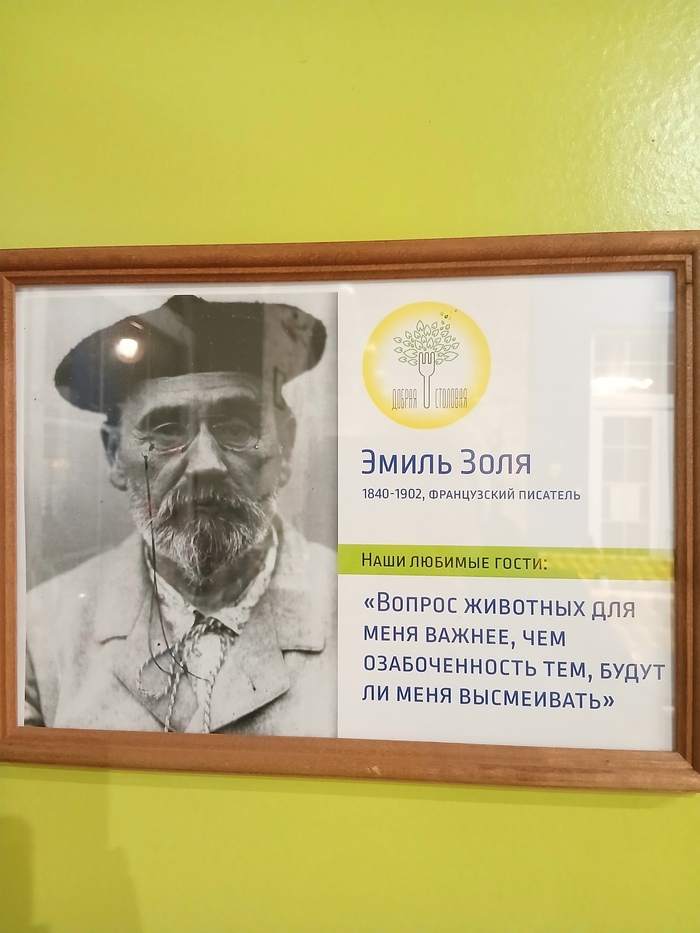 ДОБРАЯ СТОЛОВАЯ
Эмиль Золя
1840-1902, ФРАНЦУЗСКИЙ ПИСАТЕЛЬ
НАШИ ЛЮБИМЫЕ ГОСТИ:
«ВОПРОС ЖИВОТНЫХ ДЛЯ
МЕНЯ ВАЖНЕЕ, ЧЕМ
ОЗАБОЧЕННОСТЬ ТЕМ, БУДУТ
ЛИ МЕНЯ ВЫСМЕИВАТЬ»